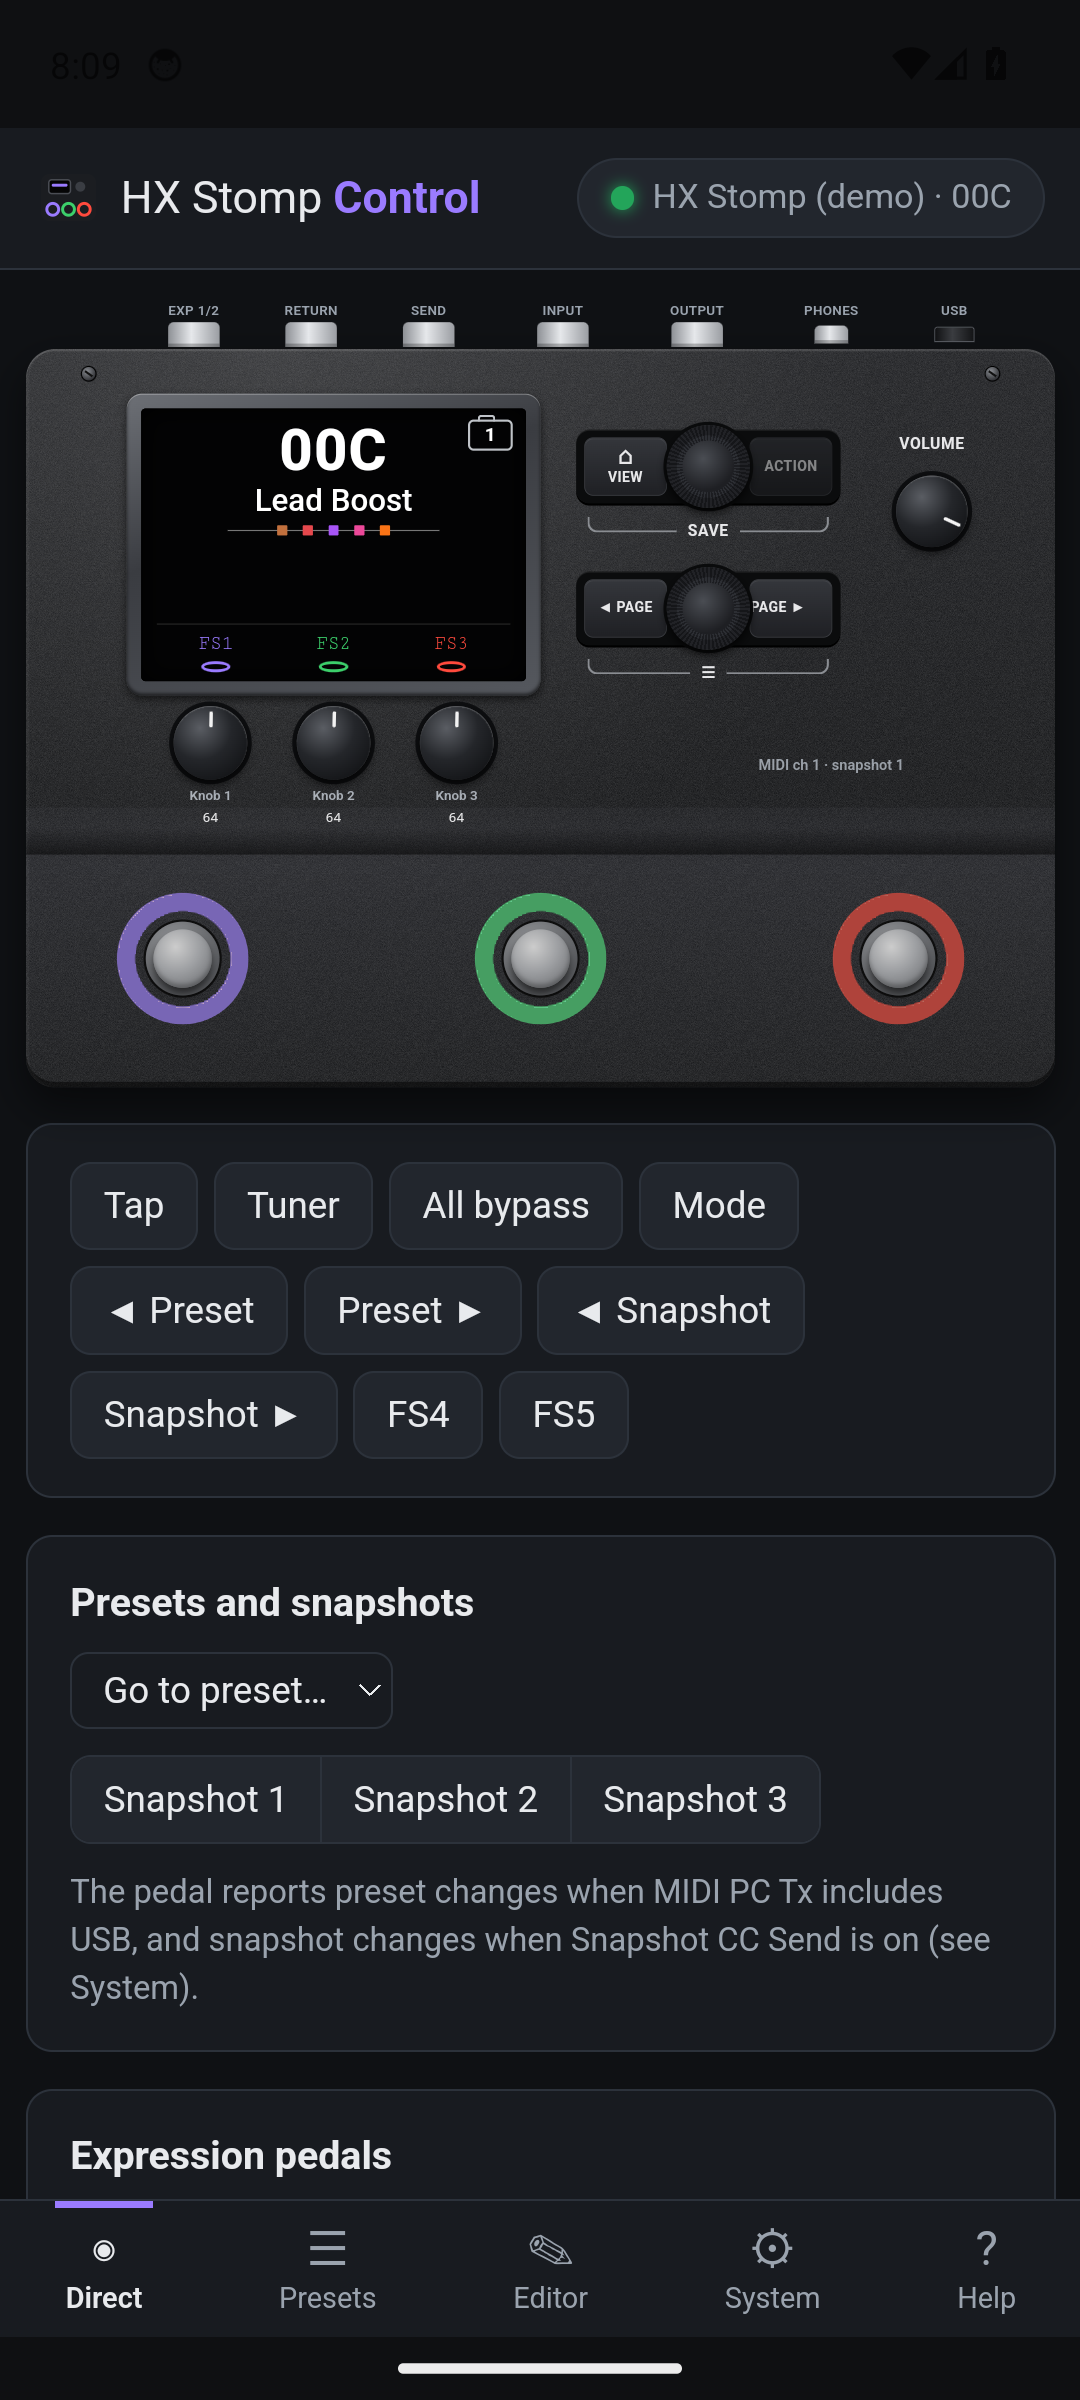 8:09
HX Stomp Control
HX Stomp (demo) · 00C
EXP 1/2 RETURN SEND INPUT OUTPUT PHONES USB
00C
1
Lead Boost
FS1 FS2 FS3
VIEW
ACTION
SAVE
VOLUME
◄ PAGE
PAGE ►
Knob 1 Knob 2 Knob 3
64 64 64
MIDI ch 1 · snapshot 1
Tap
Tuner
All bypass
Mode
◄ Preset
Preset ►
◄ Snapshot
Snapshot ►
FS4
FS5
Presets and snapshots
Go to preset...
Snapshot 1
Snapshot 2
Snapshot 3
The pedal reports preset changes when MIDI PC Tx includes
USB, and snapshot changes when Snapshot CC Send is on (see
System).
Expression pedals
Direct
Presets
Editor
System
?
Help